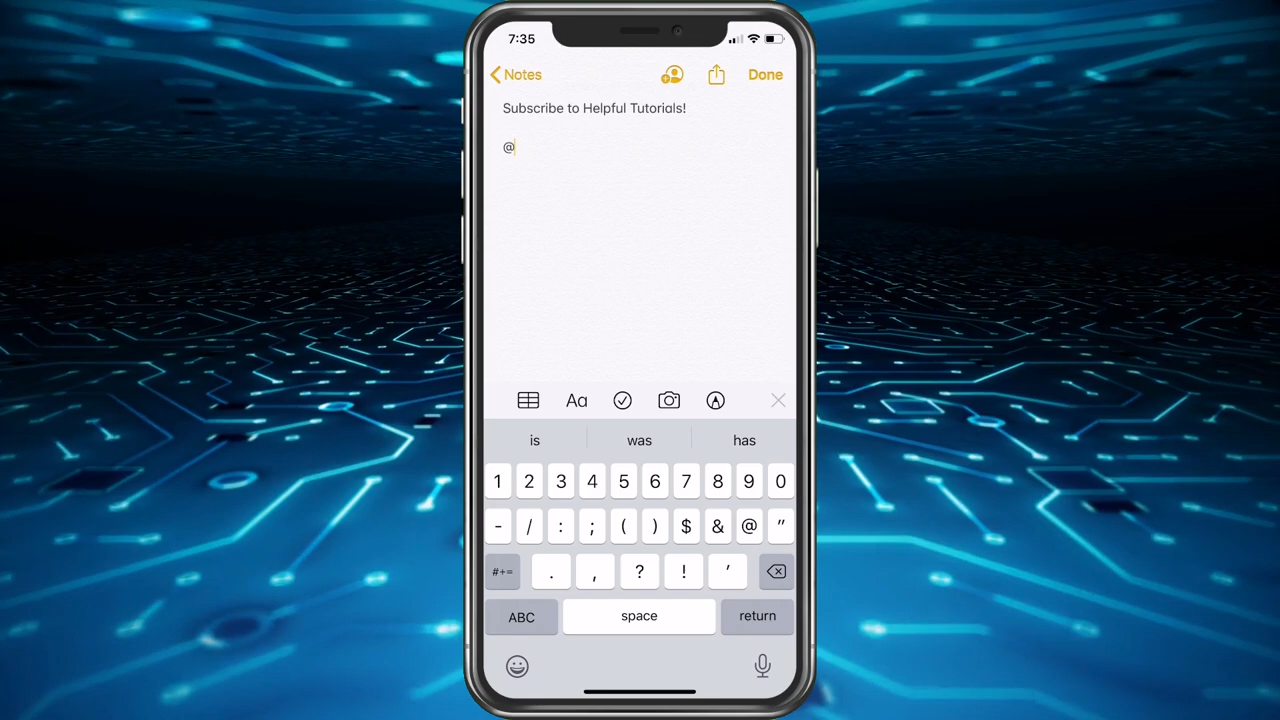 7:35
Notes
Done
Subscribe to Helpful Tutorials!
@
Aa
is was has
1 2 3 4 5 6 7 8 9 0
- / : ; ( ) $ & @ "
#+= . , ? ! '
ABC space return